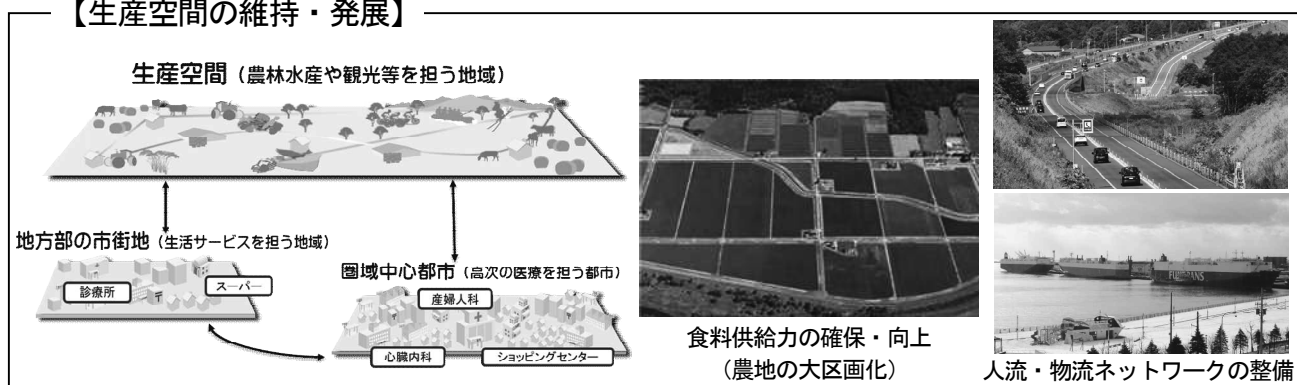 【生産空間の維持・発展】
生産空間（農林水産や観光等を担う地域）
地方部の市街地（生活サービスを担う地域）
診療所
スーパー
圏域中心都市（高次の医療を担う都市）
産婦人科
心臓内科
ショッピングセンター
食料供給力の確保・向上
（農地の大区画化）
FUJITRANS
人流・物流ネットワークの整備